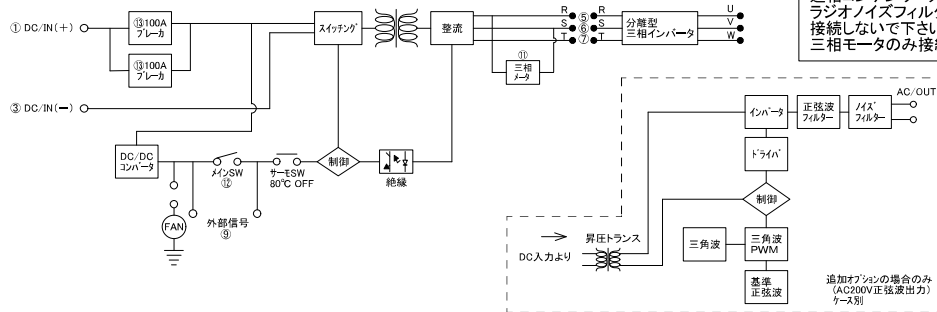 ① DC/IN(+)
⑬100A
ブレーカ
⑬100A
ブレーカ
③ DC/IN(−)
スイッチング
整流
R
S
T
⑤
⑥
⑦
R
S
T
分離型
三相インバータ
U
V
W
⑪
三相
メータ
ラジオノイズフィルタ
接続しないで下さい
三相モータのみ接
DC/DC
コンバータ
メインSW
⑫
サーモSW
80℃ OFF
制御
絶縁
FAN
外部信号
⑨
インバータ
正弦波
フィルター
ノイズ
フィルター
AC/OUT
ドライバ
制御
三角波
三角波
PWM
基準
正弦波
昇圧トランス
DC入力より
追加オプションの場合のみ
(AC200V正弦波出力)
ケース別